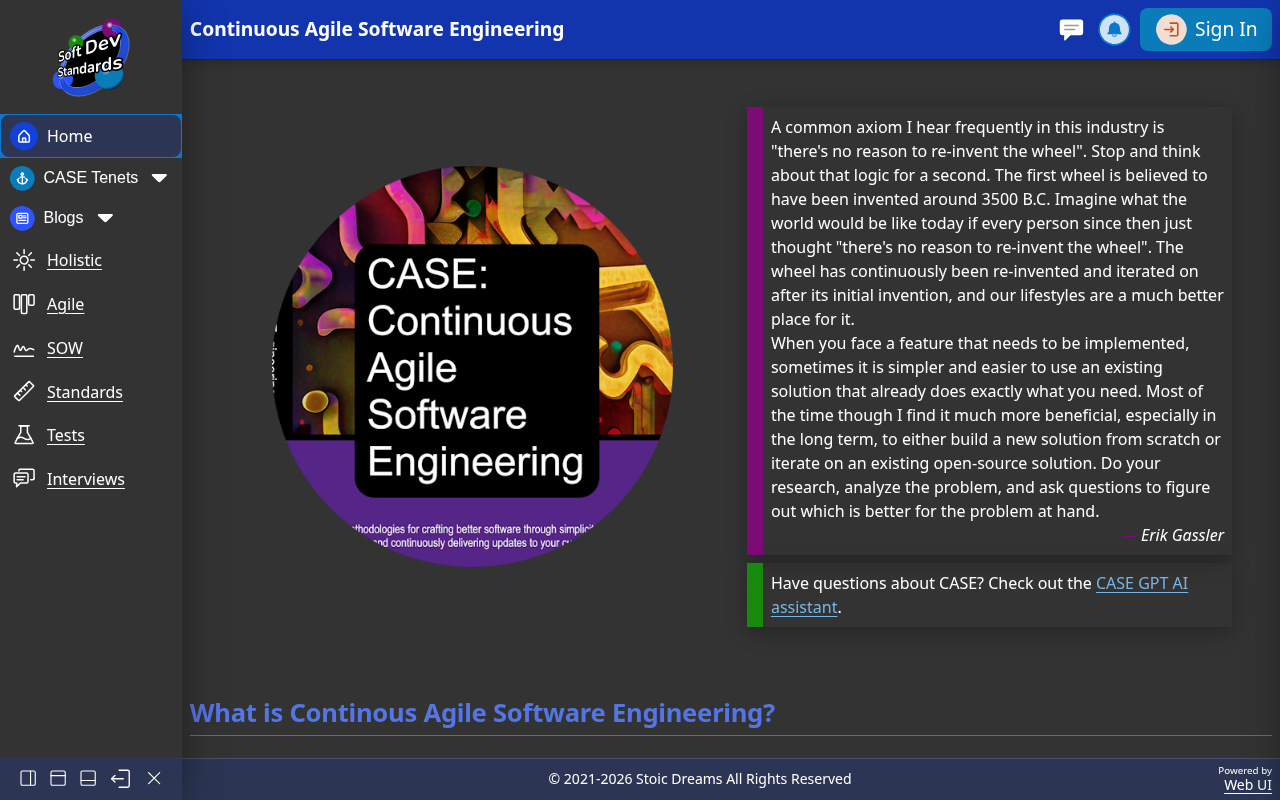 Soft Dev
Standards
Continuous Agile Software Engineering
Sign In
Home
CASE Tenets
Blogs
Holistic
Agile
SOW
Standards
Tests
Interviews
CASE:
Continuous
Agile
Software
Engineering
A common axiom I hear frequently in this industry is
"there's no reason to re-invent the wheel". Stop and think
about that logic for a second. The first wheel is believed to
have been invented around 3500 B.C. Imagine what the
world would be like today if every person since then just
thought "there's no reason to re-invent the wheel". The
wheel has continuously been re-invented and iterated on
after its initial invention, and our lifestyles are a much better
place for it.
When you face a feature that needs to be implemented,
sometimes it is simpler and easier to use an existing
solution that already does exactly what you need. Most of
the time though I find it much more beneficial, especially in
the long term, to either build a new solution from scratch or
iterate on an existing open-source solution. Do your
research, analyze the problem, and ask questions to figure
out which is better for the problem at hand.
— Erik Gassler
Have questions about CASE? Check out the CASE GPT AI
assistant.
for crafting better software through
and continuously delivering updates to your
What is Continous Agile Software Engineering?
© 2021-2026 Stoic Dreams All Rights Reserved
Powered by
Web UI